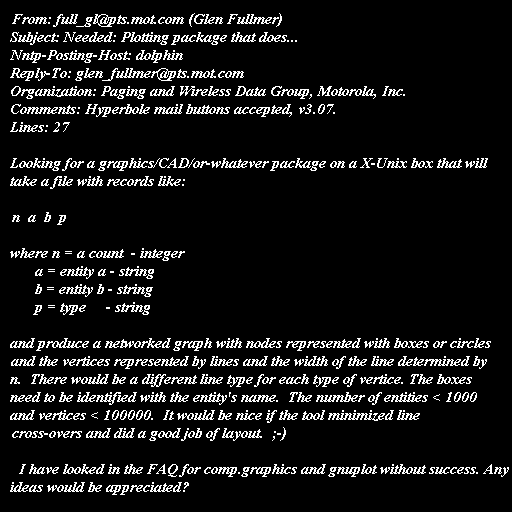 From: full_gl@pts.mot.com (Glen Fullmer)
Subject: Needed: Plotting package that does...
Nntp-Posting-Host: dolphin
Reply-To: glen_fullmer@pts.mot.com
Organization: Paging and Wireless Data Group, Motorola, Inc.
Comments: Hyperbole mail buttons accepted, v3.07.
Lines: 27

Looking for a graphics/CAD/or-whatever package on a X-Unix box that will
take a file with records like:

n  a  b  p

where n = a count  - integer
      a = entity a - string
      b = entity b - string
      p = type     - string

and produce a networked graph with nodes represented with boxes or circles
and the vertices represented by lines and the width of the line determined by
n.  There would be a different line type for each type of vertice. The boxes
need to be identified with the entity's name.  The number of entities < 1000
and vertices < 100000.  It would be nice if the tool minimized line
cross-overs and did a good job of layout.  ;-)

  I have looked in the FAQ for comp.graphics and gnuplot without success. Any
ideas would be appreciated?